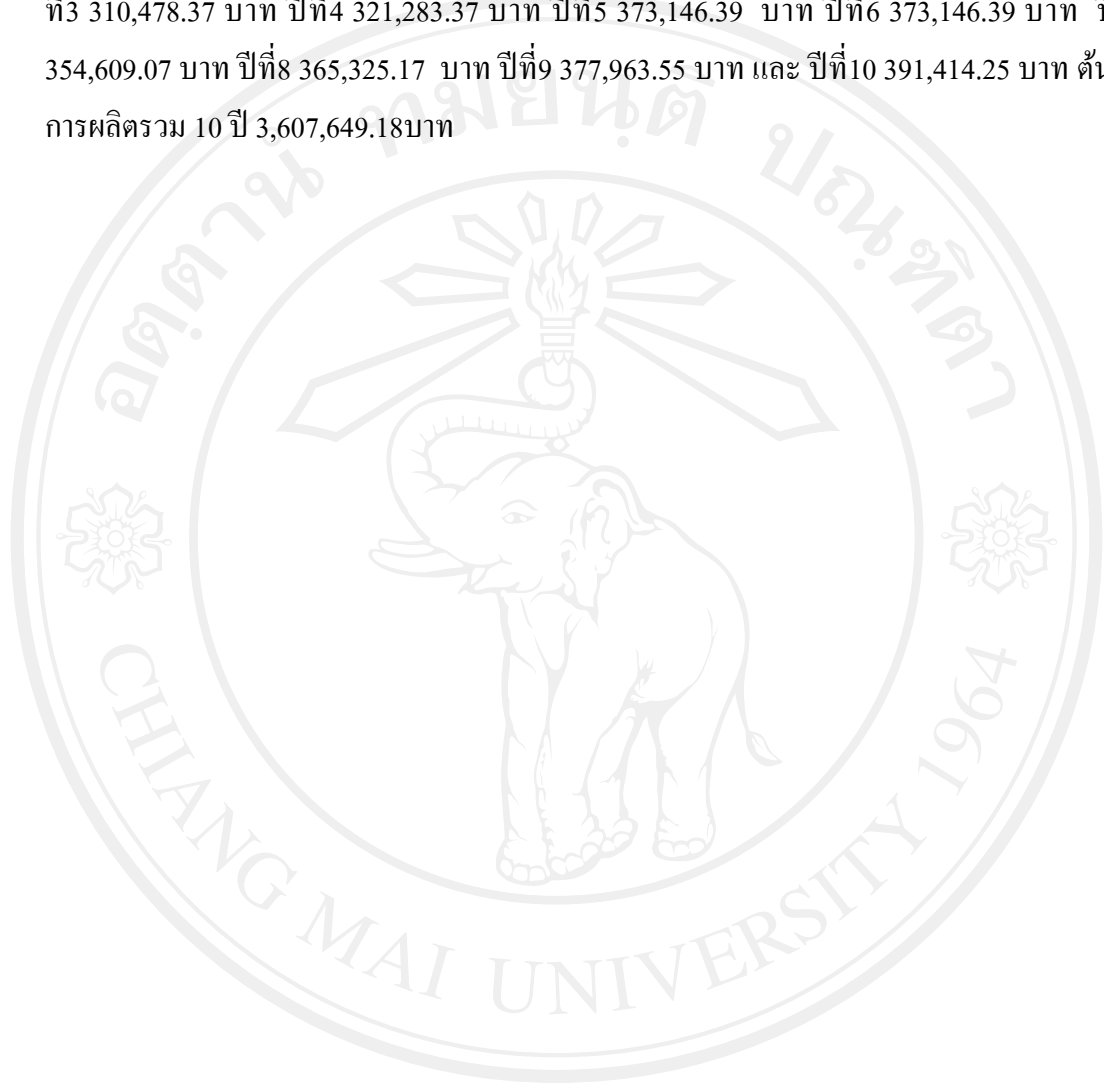 ที่3 310,478.37 บาท ปีที่4 321,283.37 บาท ปีที่5 373,146.39 บาท ปีที่6 373,146.39 บาท
354,609.07 บาท ปีที่8 365,325.17 บาท ปีที่9 377,963.55 บาท และ ปีที่10 391,414.25 บาท ต้น
การผลิตรวม 10 ปี 3,607,649.18บาท
CHIANG MAI UNIVERSITY 1964